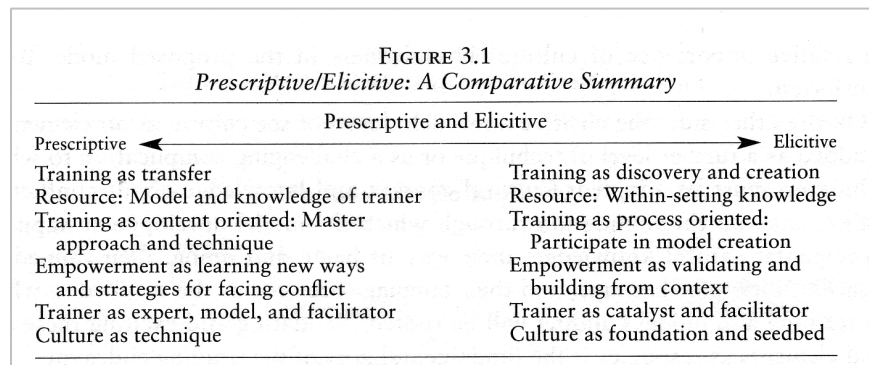 FIGURE 3.1
Prescriptive/Elicitive: A Comparative Summary
Prescriptive and Elicitive
Prescriptive Elicitive
Training as transfer
Resource: Model and knowledge of trainer
Training as content oriented: Master
approach and technique
Empowerment as learning new ways
and strategies for facing conflict
Trainer as expert, model, and facilitator
Culture as technique
Training as discovery and creation
Resource: Within-setting knowledge
Training as process oriented:
Participate in model creation
Empowerment as validating and
building from context
Trainer as catalyst and facilitator
Culture as foundation and seedbed